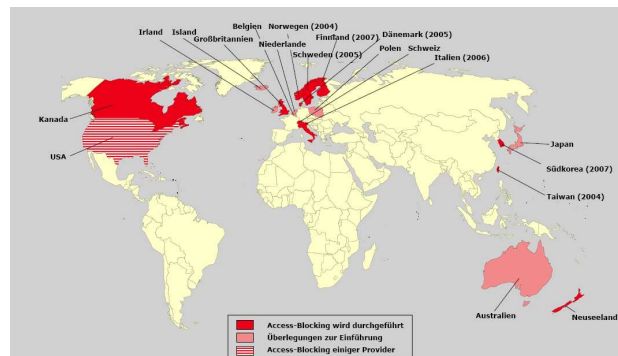 Belgien
Norwegen (2004)
Irland
Island
Großbritannien
Niederlande
Finnland (2007)
Dänemark (2005)
Schweden (2005)
Polen
Schweiz
Italien (2006)
Kanada
USA
Japan
Südkorea (2007)
Taiwan (2004)
Australien
Neuseeland
Access-Blocking wird durchgeführt
Überlegungen zur Einführung
Access-Blocking einiger Provider